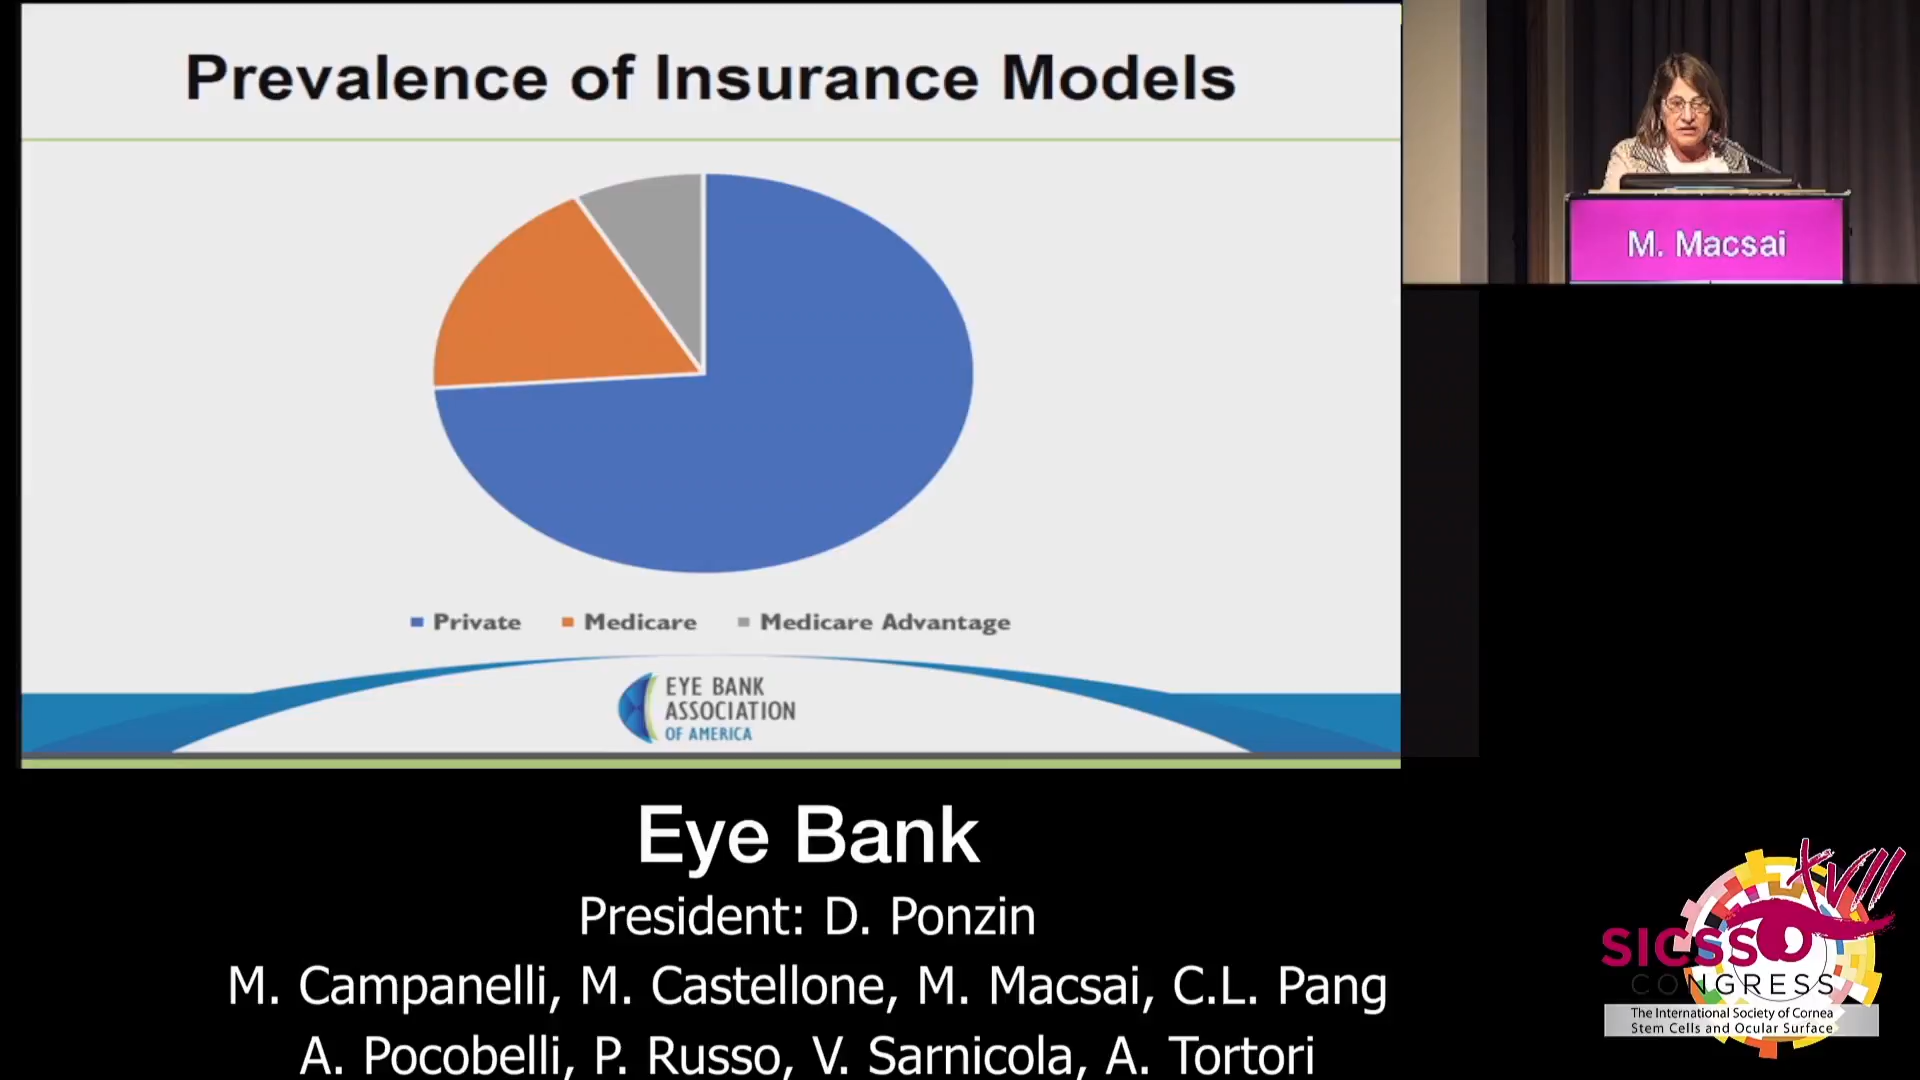 Prevalence of Insurance Models
Private Medicare Medicare Advantage
EYE BANK
ASSOCIATION
OF AMERICA
M. Macsai
Eye Bank
President: D. Ponzin
M. Campanelli, M. Castellone, M. Macsai, C.L. Pang
A. Pocobelli, P. Russo, V. Sarnicola, A. Tortori
XVII
SICSSO
CONGRESS
The International Society of Cornea
Stem Cells and Ocular Surface